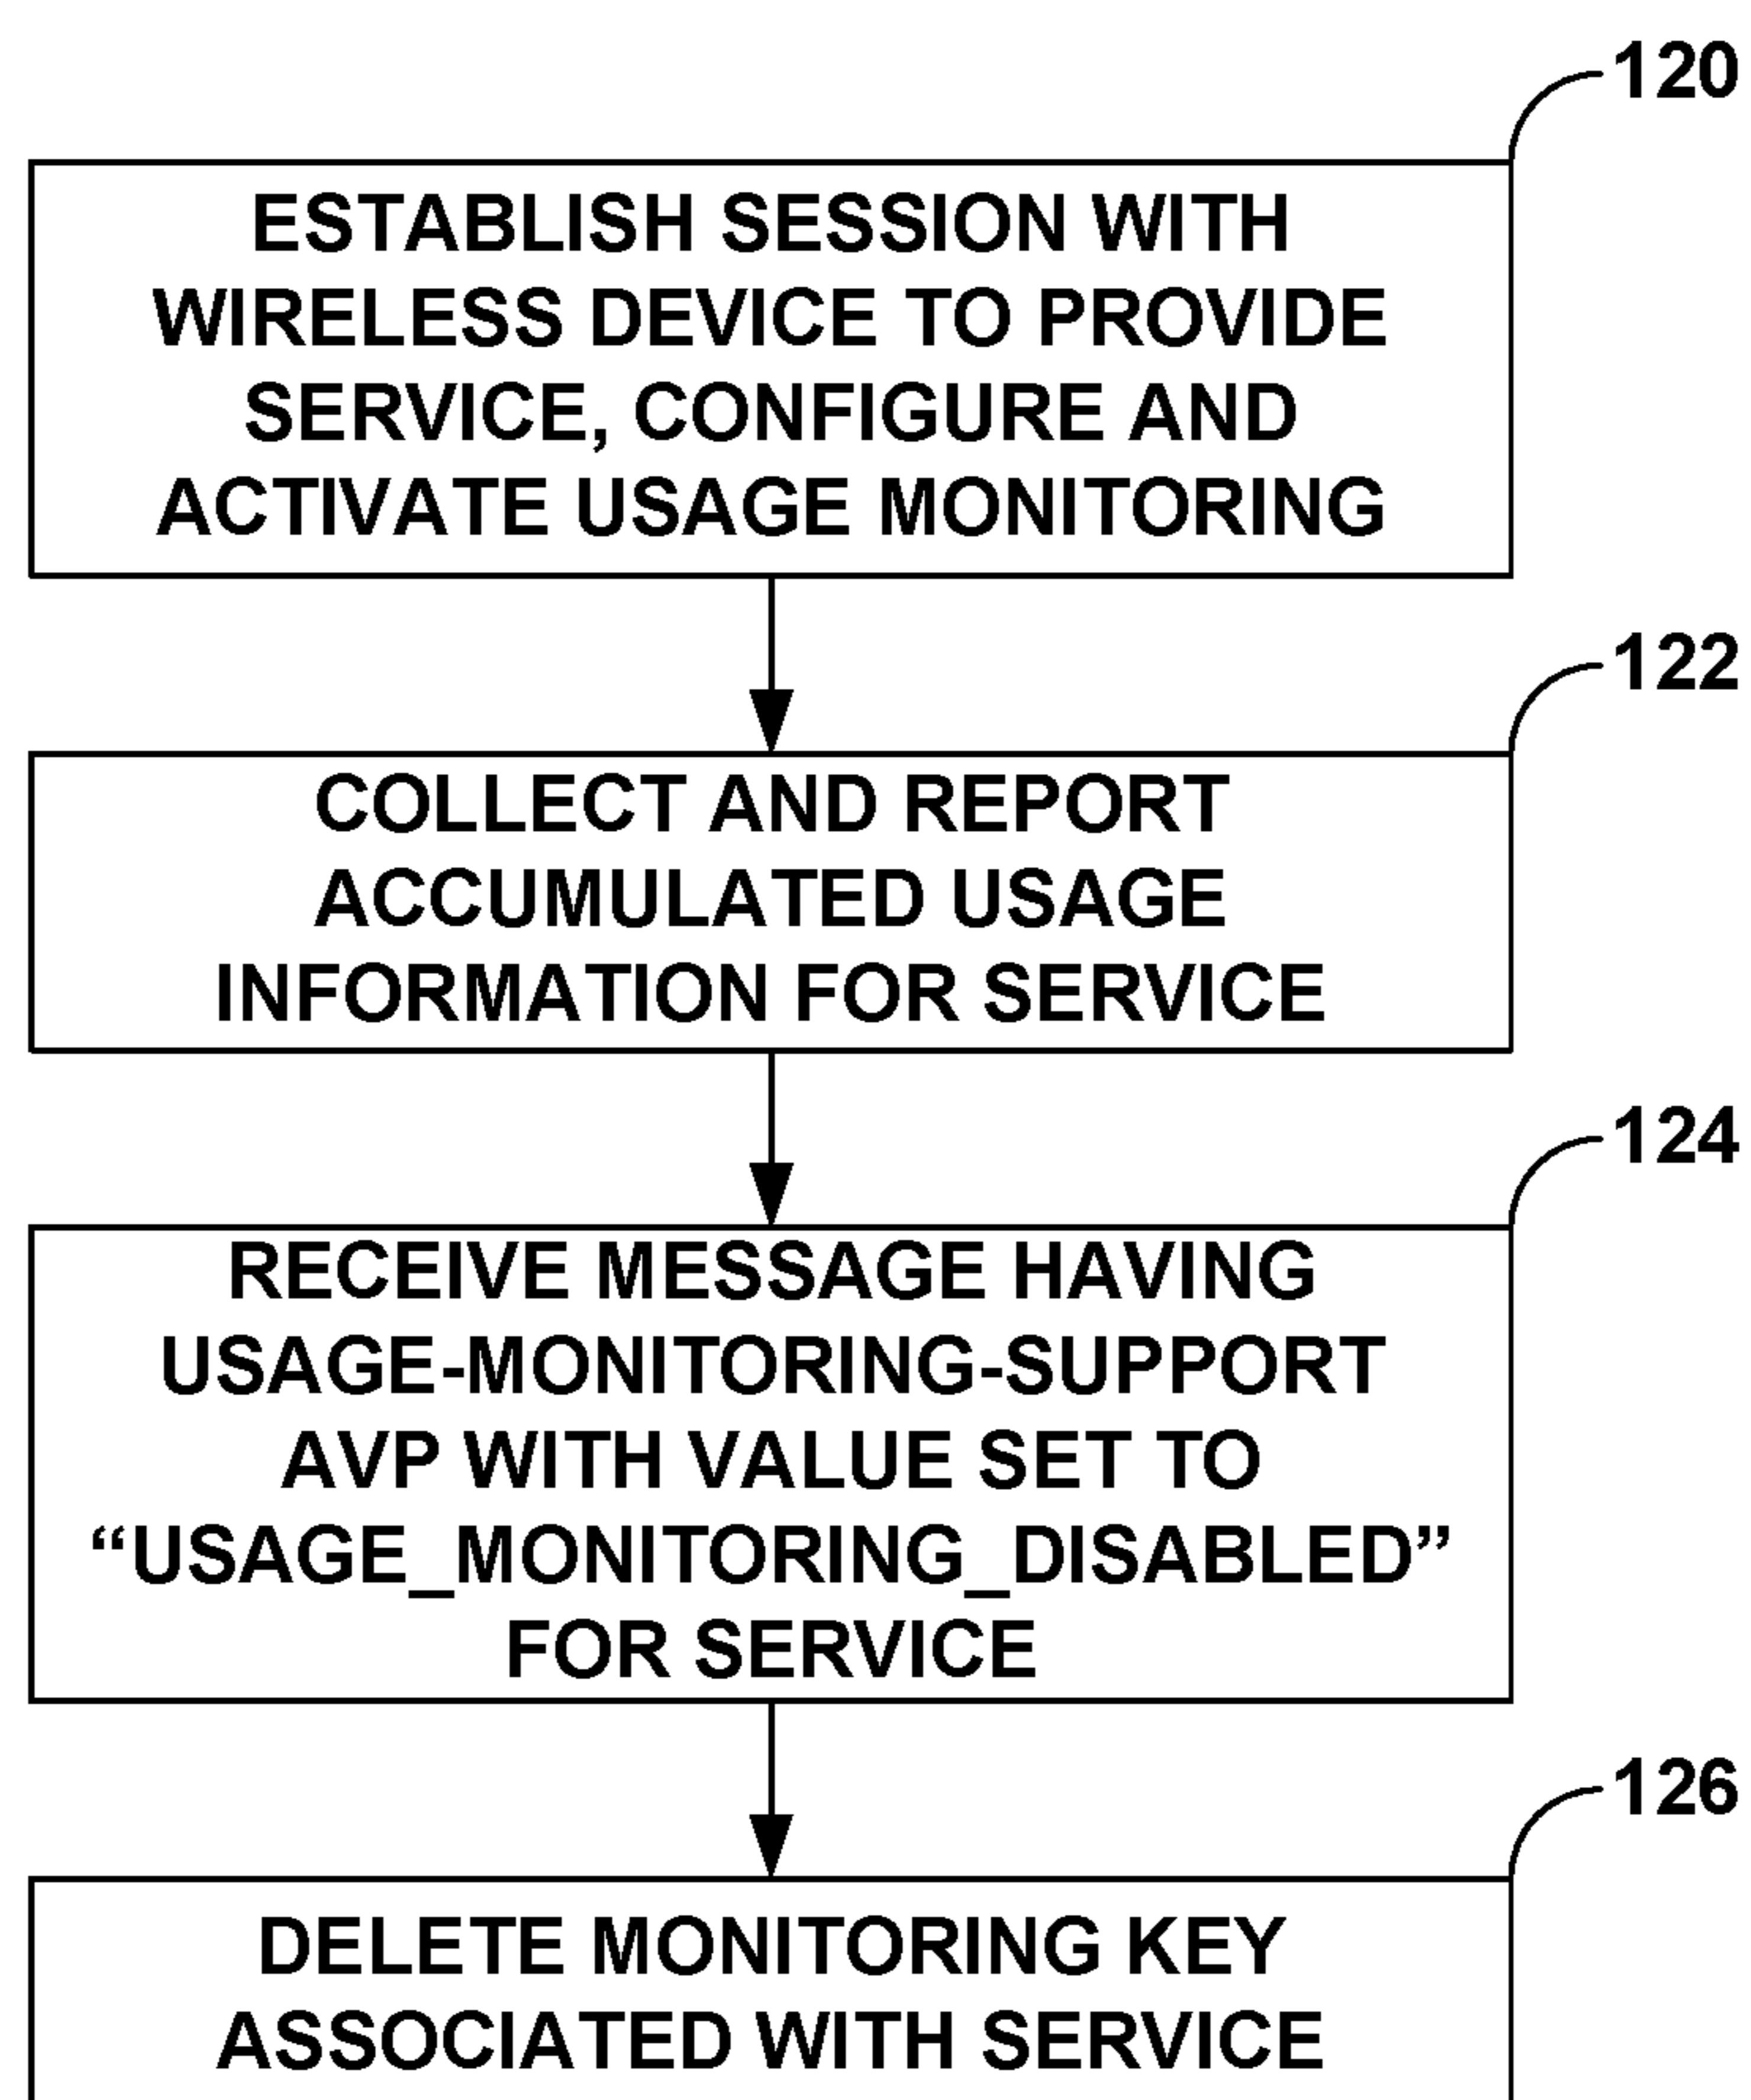 120
ESTABLISH SESSION WITH
WIRELESS DEVICE TO PROVIDE
SERVICE, CONFIGURE AND
ACTIVATE USAGE MONITORING
122
COLLECT AND REPORT
ACCUMULATED USAGE
INFORMATION FOR SERVICE
124
RECEIVE MESSAGE HAVING
USAGE-MONITORING-SUPPORT
AVP WITH VALUE SET TO
“USAGE_MONITORING_DISABLED”
FOR SERVICE
126
DELETE MONITORING KEY
ASSOCIATED WITH SERVICE